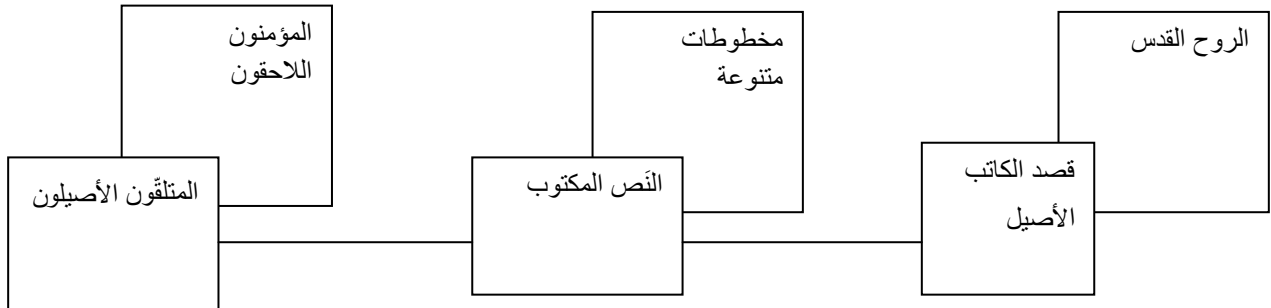 الروح القدس
قصد الكاتب
الأصيل
مخطوطات
متنوعة
النَص المكتوب
المؤمنون
اللاحقون
المتلقّون الأصيلون